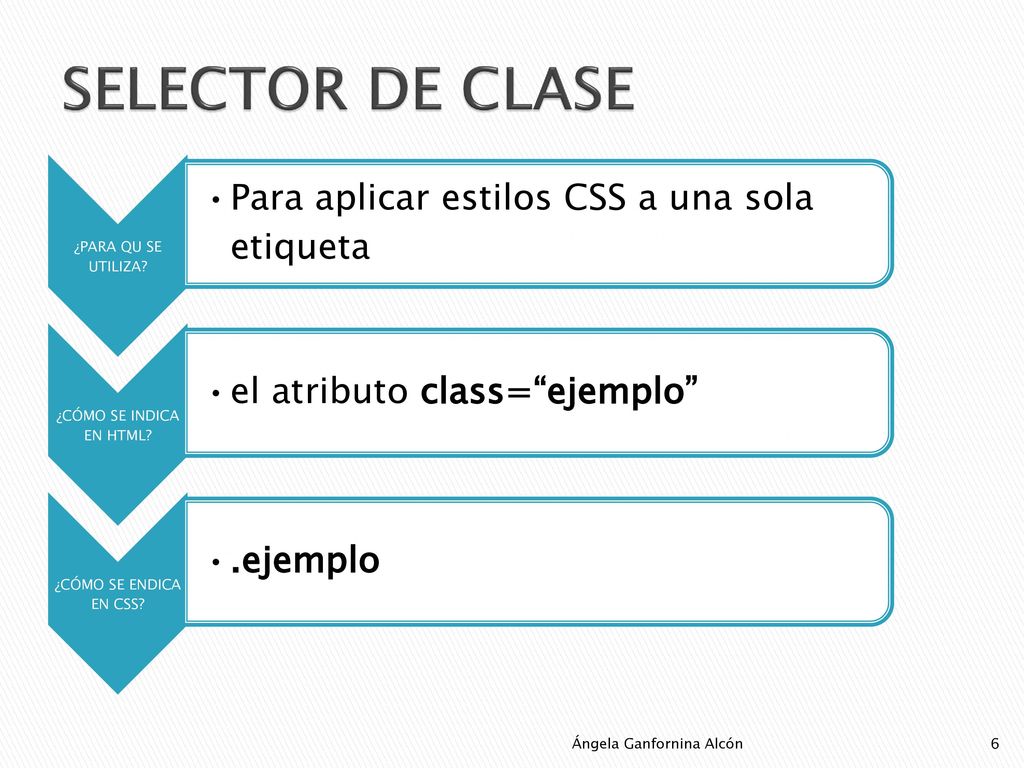 SELECTOR DE CLASE
¿PARA QU SE
UTILIZA?
•Para aplicar estilos CSS a una sola
etiqueta
¿CÓMO SE INDICA
EN HTML?
•el atributo class=“ejemplo”
¿CÓMO SE ENDICA
EN CSS?
•.ejemplo
Ángela Ganfornina Alcón
6